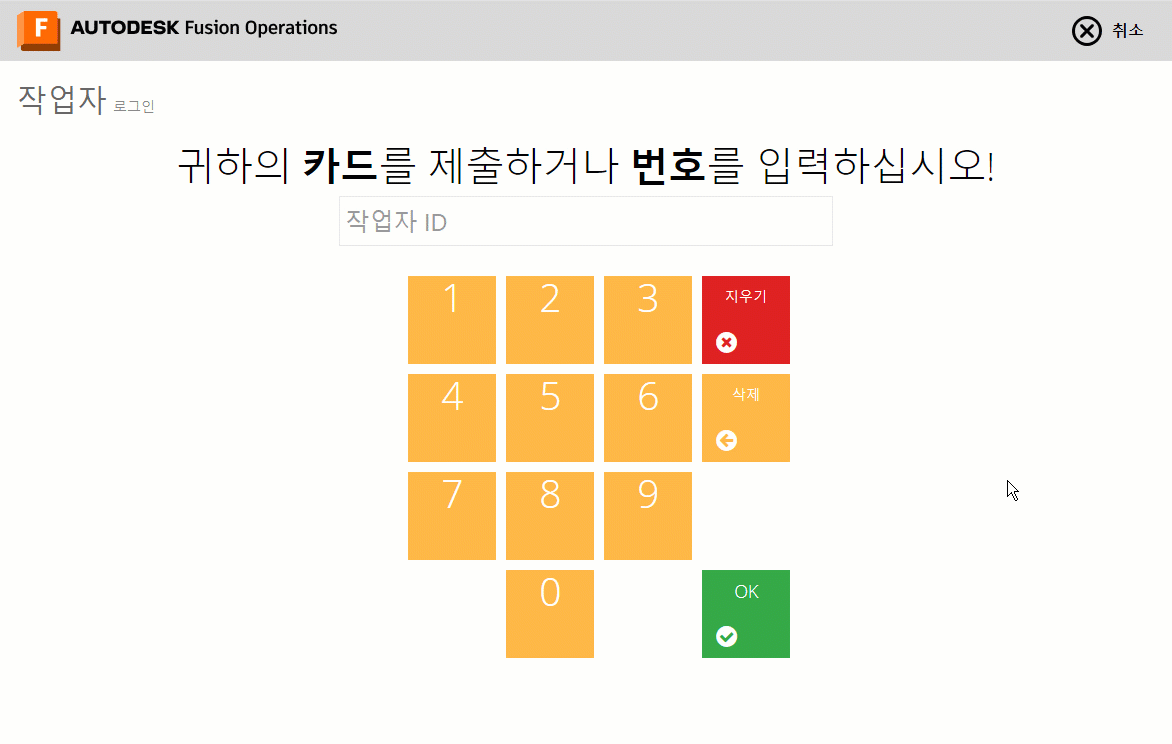 F AUTODESK Fusion Operations 취소
작업자 로그인
귀하의 카드를 제출하거나 번호를 입력하십시오!
작업자 ID
1 2 3 지우기
4 5 6 삭제
7 8 9
0 OK